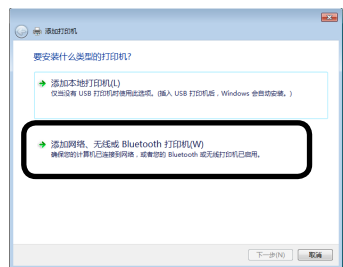 添加打印机
要安装什么类型的打印机?
添加本地打印机(L)
仅当没有 USB 打印机时使用此选项。(插入 USB 打印机后，Windows 会自动安装。)
添加网络、无线或 Bluetooth 打印机(W)
确保您的计算机已连接到网络，或者您的 Bluetooth 或无线打印机已启用。
下一步(N)
取消